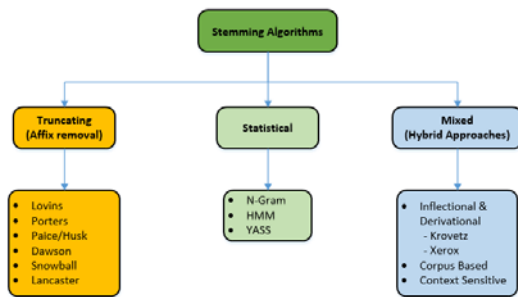 Stemming Algorithms
Truncating
(Affix removal)
Statistical
Mixed
(Hybrid Approaches)
• Lovins
• Porters
• Paice/Husk
• Dawson
• Snowball
• Lancaster
• N-Gram
• HMM
• YASS
• Inflectional &
Derivational
- Krovetz
- Xerox
• Corpus Based
• Context Sensitive